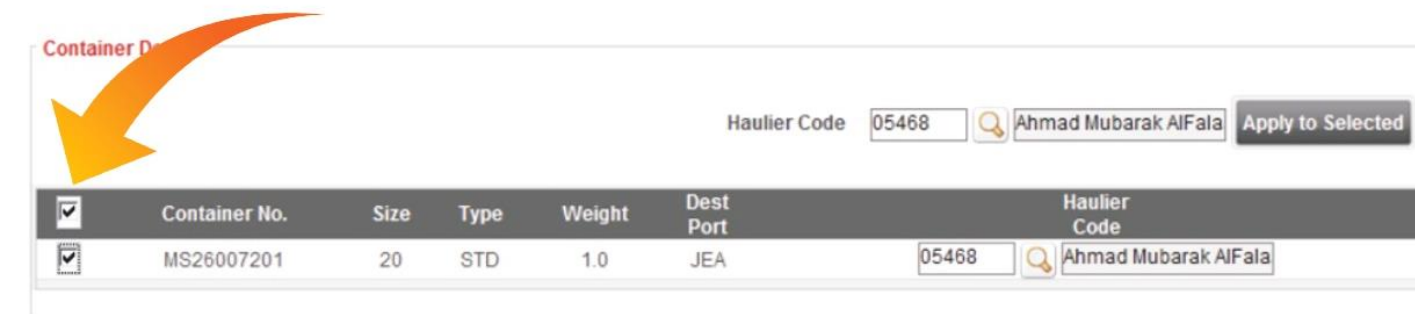 Container
Haulier Code 05468 Ahmad Mubarak AlFala Apply to Selected
Container No. Size Type Weight Dest Port Haulier Code
MS26007201 20 STD 1.0 JEA 05468 Ahmad Mubarak AlFala